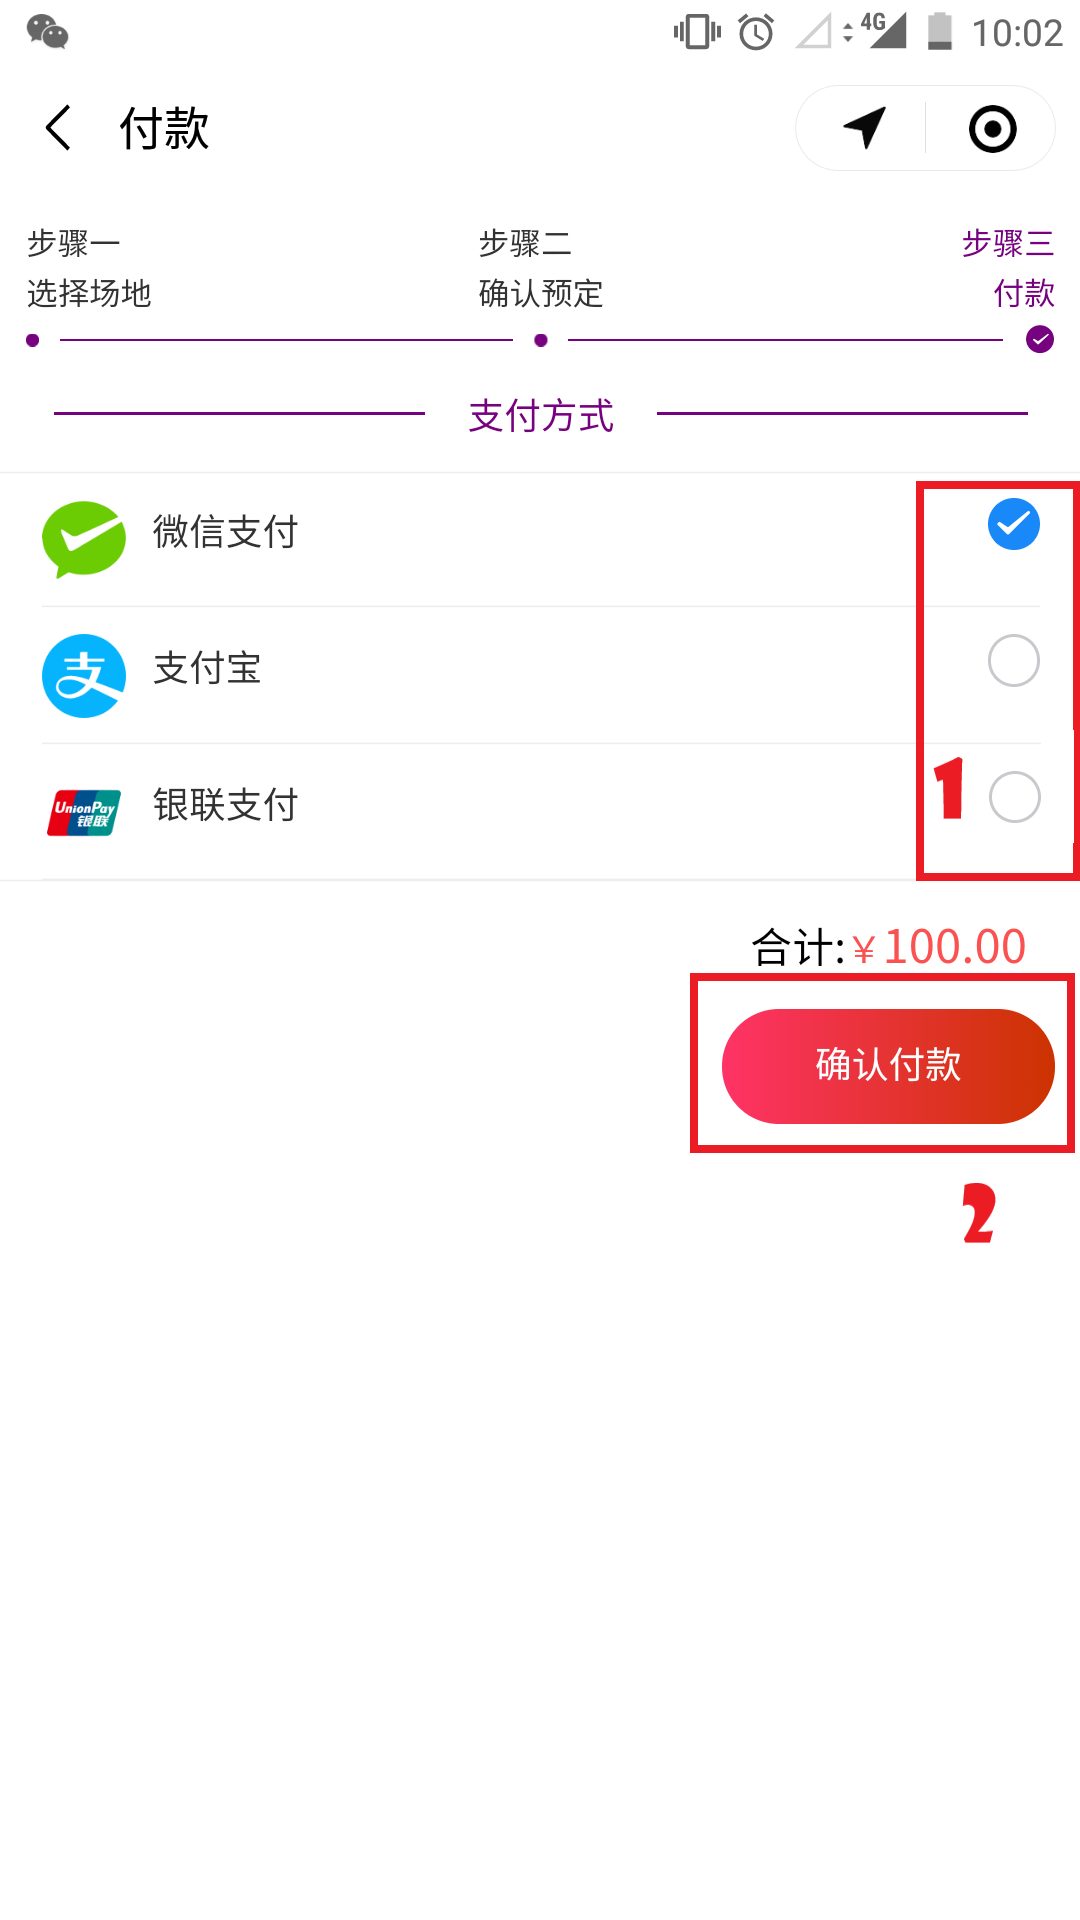 4G 10:02
付款
步骤一 步骤二 步骤三
选择场地 确认预定 付款
支付方式
微信支付
支 支付宝
UnionPay
银联
银联支付
1
合计:￥100.00
确认付款
2